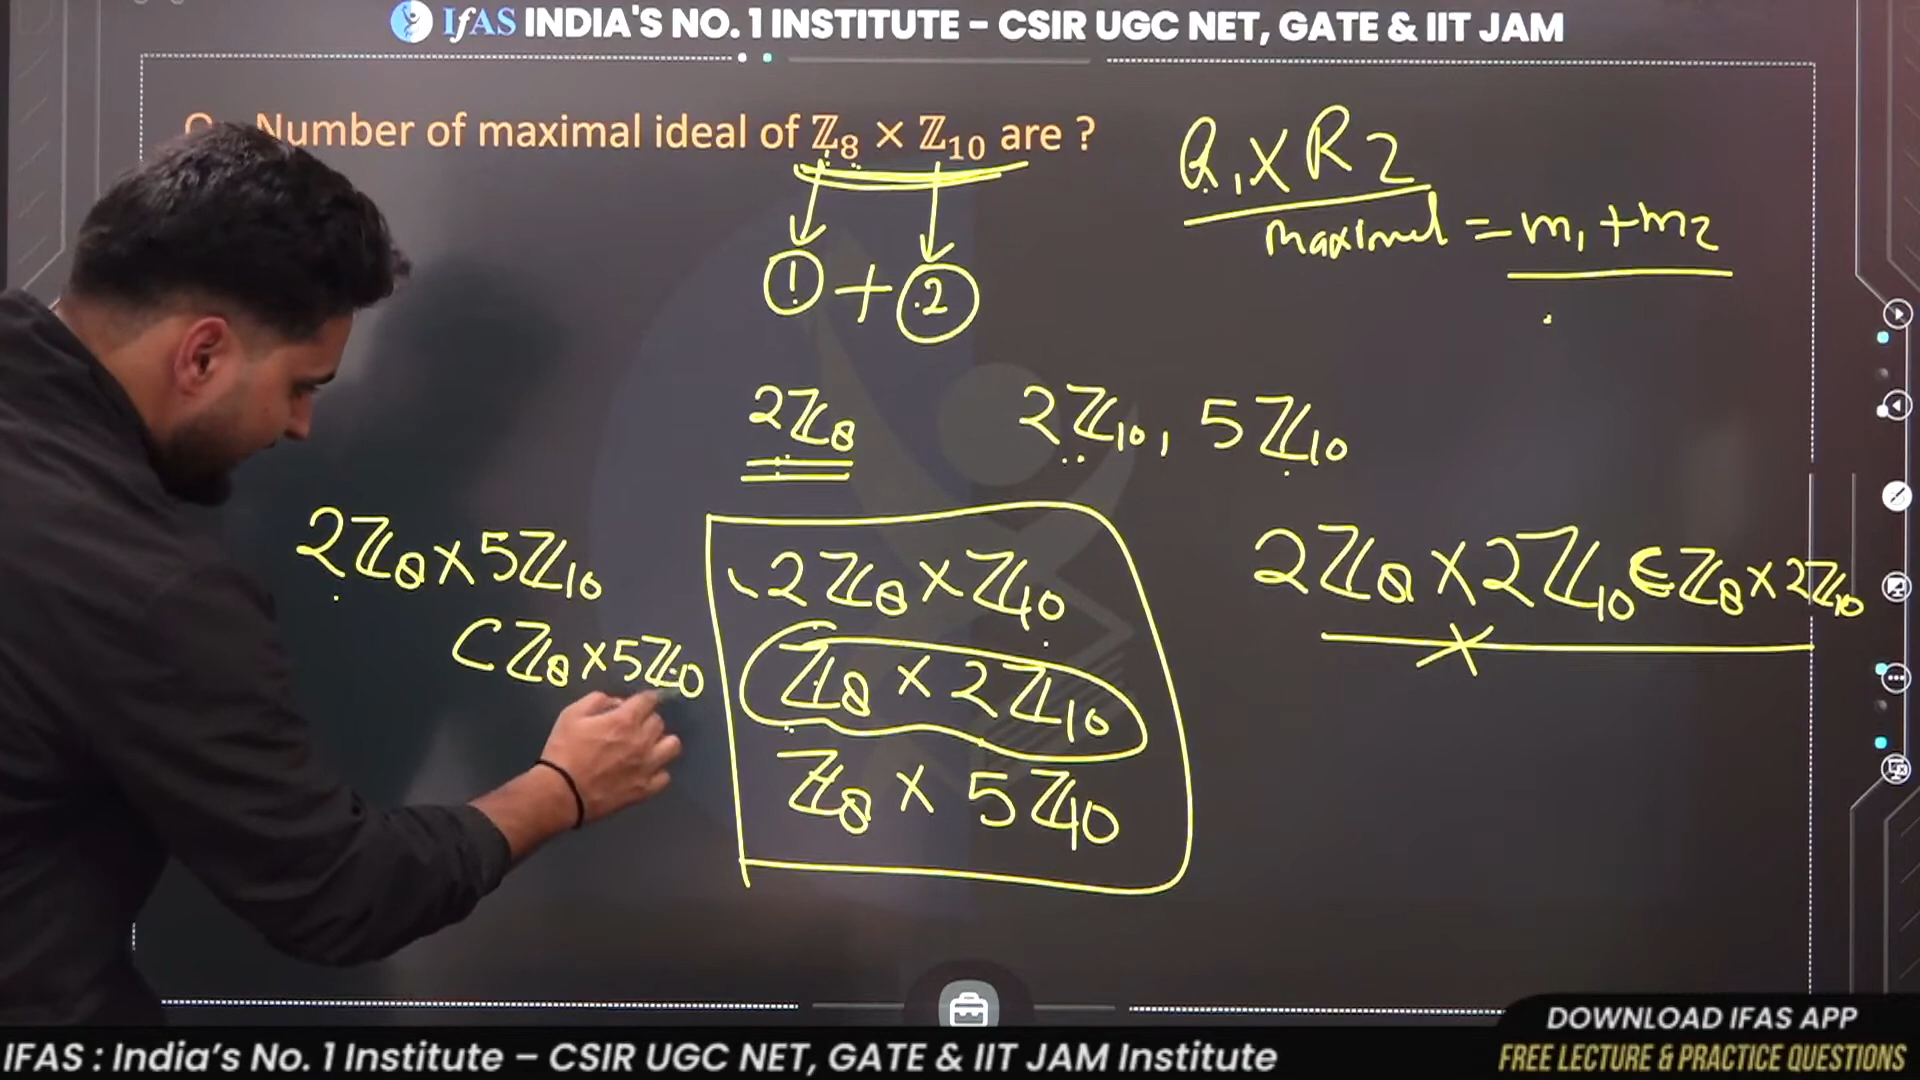 IfAS INDIA'S NO. 1 INSTITUTE – CSIR UGC NET, GATE & IIT JAM
Number of maximal ideal of ℤ₈ × ℤ₁₀ are ?
R₁ × R₂
maximal = m₁ + m₂
① + ②
2ℤ₈
2ℤ₁₀, 5ℤ₁₀
2ℤ₈ × 5ℤ₁₀
⊂ ℤ₈ × 5ℤ₁₀
2ℤ₈ × ℤ₁₀
ℤ₈ × 2ℤ₁₀
ℤ₈ × 5ℤ₁₀
2ℤ₈ × 2ℤ₁₀ ∈ ℤ₈ × 2ℤ₁₀
×
DOWNLOAD IFAS APP
FREE LECTURE & PRACTICE QUESTIONS
IFAS : India's No. 1 Institute – CSIR UGC NET, GATE & IIT JAM Institute